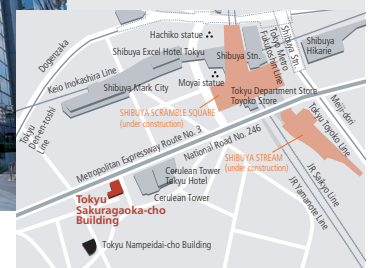 Hachiko statue
Dogenzaka
Shibuya Excel Hotel Tokyu
Shibuya Stn.
Tokyo Metro
Fukutoshin Line
Shibuya Stn.
Shibuya
Hikarie
Keio Inokashira Line
Shibuya Mark City
Moyai statue
Tokyu Department Store
Toyoko Store
Meiji-dori
SHIBUYA SCRAMBLE SQUARE
(under construction)
Tokyu
Den-en-toshi
Line
Tokyu Toyoko Line
Metropolitan Expressway Route No. 3
National Road No. 246
SHIBUYA STREAM
(under construction)
Cerulean Tower
Tokyu Hotel
JR Saikyo Line
JR Yamanote Line
Tokyu
Sakuragaoka-cho
Building
Cerulean Tower
Tokyu Nampeidai-cho Building